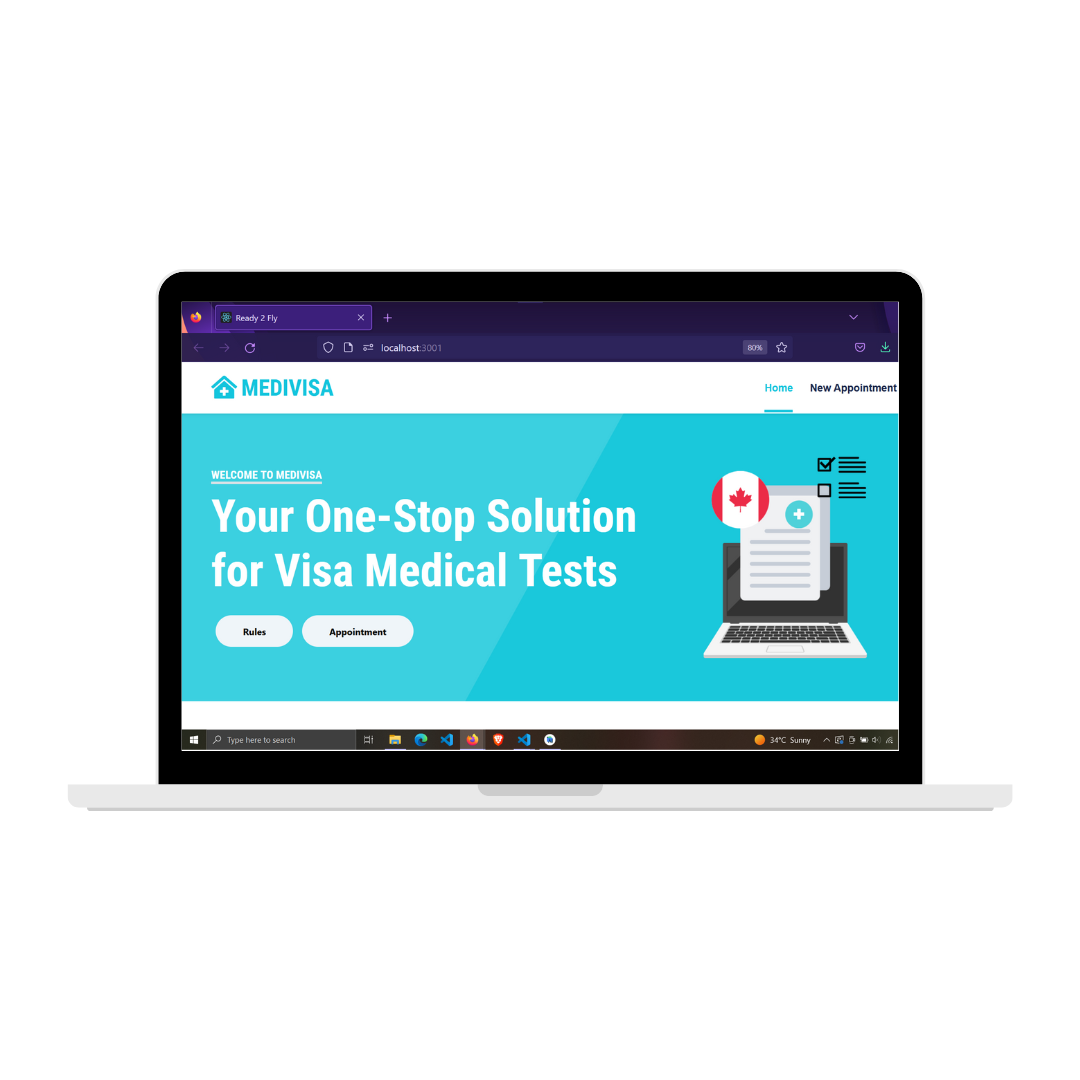 Ready 2 Fly
localhost:3001
80%
MEDIVISA
Home New Appointment
WELCOME TO MEDIVISA
Your One-Stop Solution
for Visa Medical Tests
Rules Appointment
Type here to search
34°C Sunny